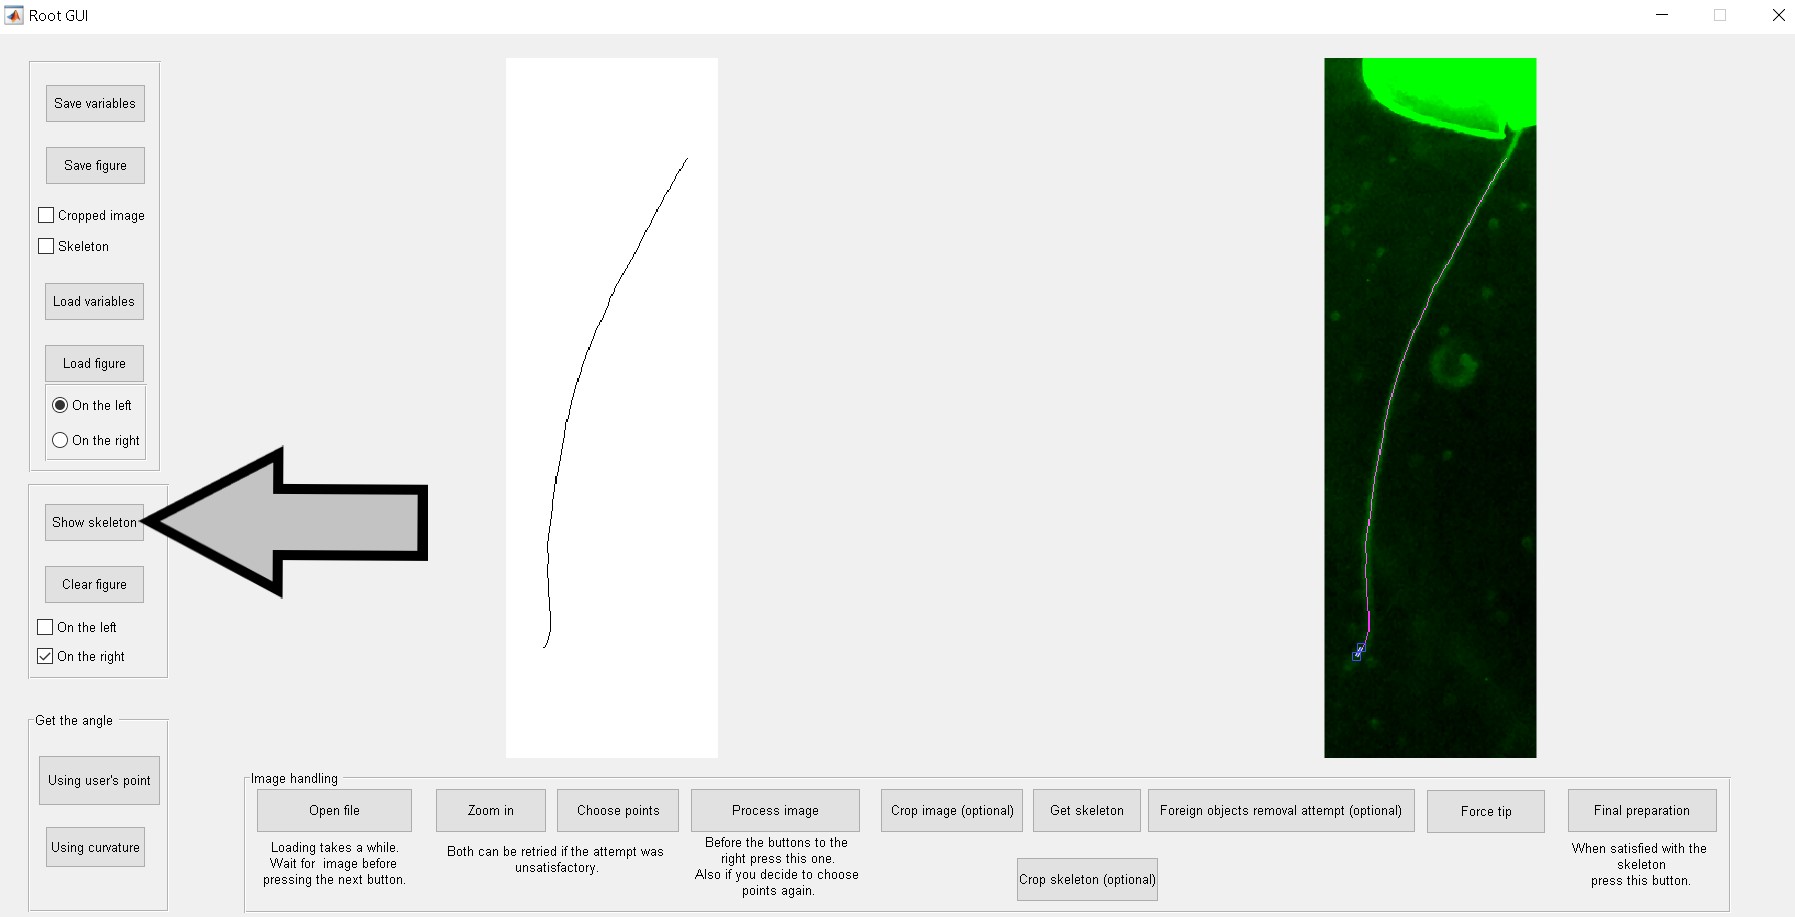 Root GUI
Save variables
Save figure
Cropped image
Skeleton
Load variables
Load figure
On the left
On the right
Show skeleton
Clear figure
On the left
On the right
Get the angle
Using user's point
Using curvature
Image handling
Open file
Loading takes a while.
Wait for image before
pressing the next button.
Zoom in
Choose points
Both can be retried if the attempt was
unsatisfactory.
Process image
Before the buttons to the
right press this one.
Also if you decide to choose
points again.
Crop image (optional)
Get skeleton
Crop skeleton (optional)
Foreign objects removal attempt (optional)
Force tip
Final preparation
When satisfied with the
skeleton
press this button.